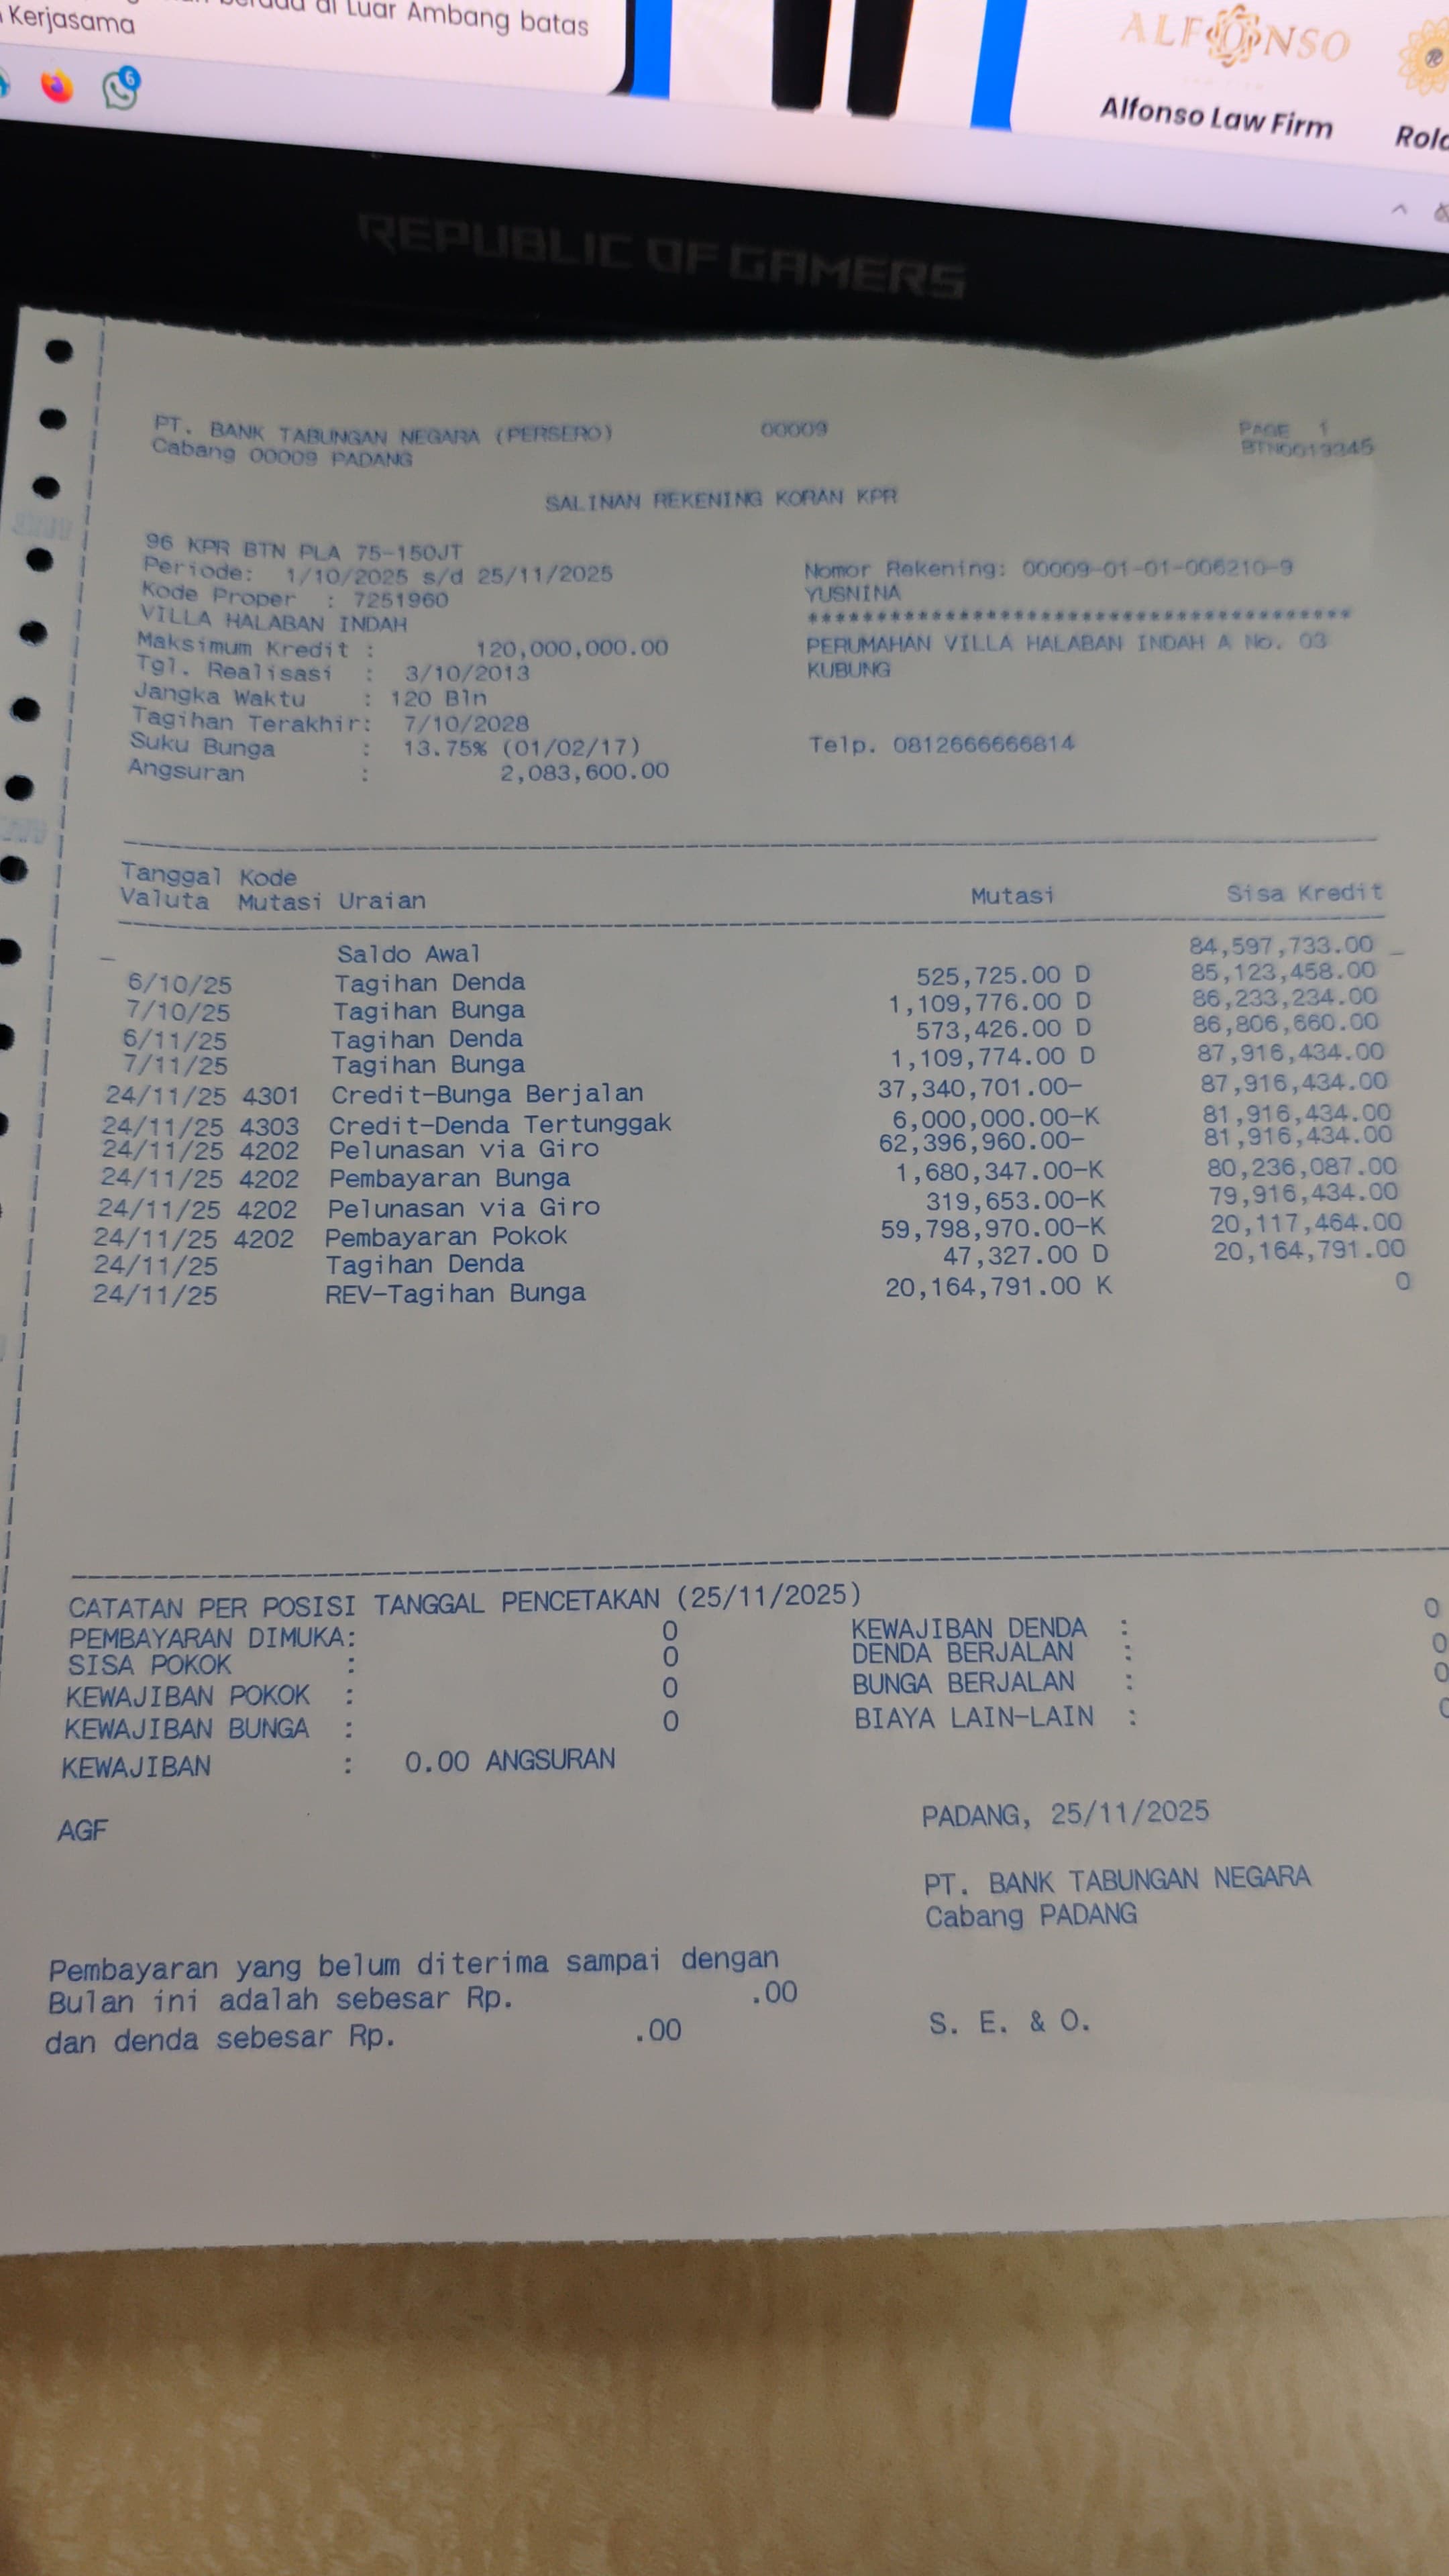 di Luar Ambang batas
Kerjasama
6
ALFONSO
Alfonso Law Firm
REPUBLIC OF GAMERS
PT. BANK TABUNGAN NEGARA (PERSERO) 00009 PAGE 1
Cabang 00009 PADANG BTN0019345
SALINAN REKENING KORAN KPR
96 KPR BTN PLA 75-150JT
Periode: 1/10/2025 s/d 25/11/2025 Nomor Rekening: 00009-01-01-006210-9
Kode Proper : 7251960 YUSNINA
VILLA HALABAN INDAH ****************************************
Maksimum Kredit : 120,000,000.00 PERUMAHAN VILLA HALABAN INDAH A No. 03
Tgl. Realisasi : 3/10/2013 KUBUNG
Jangka Waktu : 120 Bln
Tagihan Terakhir: 7/10/2028
Suku Bunga : 13.75% (01/02/17) Telp. 0812666666814
Angsuran : 2,083,600.00
Tanggal Kode
Valuta Mutasi Uraian Mutasi Sisa Kredit
Saldo Awal 84,597,733.00
6/10/25 Tagihan Denda 525,725.00 D 85,123,458.00
7/10/25 Tagihan Bunga 1,109,776.00 D 86,233,234.00
6/11/25 Tagihan Denda 573,426.00 D 86,806,660.00
7/11/25 Tagihan Bunga 1,109,774.00 D 87,916,434.00
24/11/25 4301 Credit-Bunga Berjalan 37,340,701.00- 87,916,434.00
24/11/25 4303 Credit-Denda Tertunggak 6,000,000.00-K 81,916,434.00
24/11/25 4202 Pelunasan via Giro 62,396,960.00- 81,916,434.00
24/11/25 4202 Pembayaran Bunga 1,680,347.00-K 80,236,087.00
24/11/25 4202 Pelunasan via Giro 319,653.00-K 79,916,434.00
24/11/25 4202 Pembayaran Pokok 59,798,970.00-K 20,117,464.00
24/11/25 Tagihan Denda 47,327.00 D 20,164,791.00
24/11/25 REV-Tagihan Bunga 20,164,791.00 K 0
CATATAN PER POSISI TANGGAL PENCETAKAN (25/11/2025)
PEMBAYARAN DIMUKA: 0 KEWAJIBAN DENDA : 0
SISA POKOK : 0 DENDA BERJALAN : 0
KEWAJIBAN POKOK : 0 BUNGA BERJALAN : 0
KEWAJIBAN BUNGA : 0 BIAYA LAIN-LAIN : 0
KEWAJIBAN : 0.00 ANGSURAN
AGF PADANG, 25/11/2025
PT. BANK TABUNGAN NEGARA
Cabang PADANG
Pembayaran yang belum diterima sampai dengan
Bulan ini adalah sebesar Rp. .00
dan denda sebesar Rp. .00 S. E. & O.